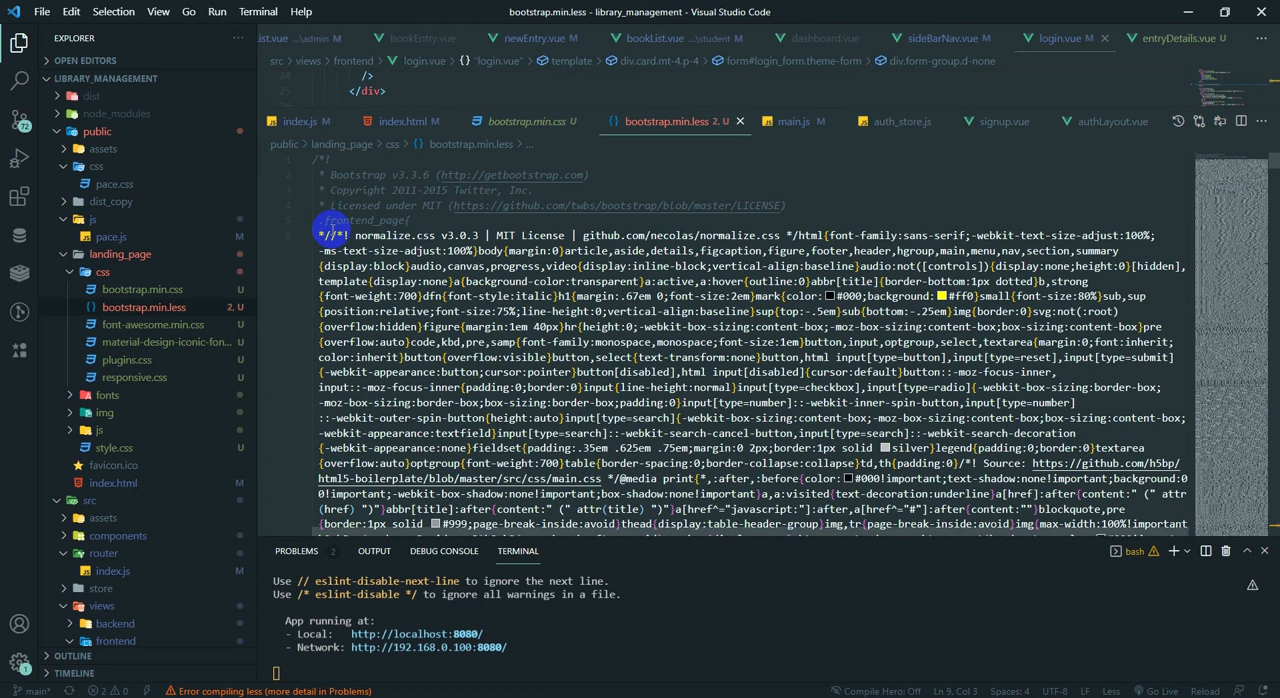 File Edit Selection View Go Run Terminal Help
bootstrap.min.less - library_management - Visual Studio Code
EXPLORER
OPEN EDITORS
LIBRARY_MANAGEMENT
dist
node_modules
public
assets
css
pace.css
dist_copy
js
pace.js M
landing_page
css
bootstrap.min.css U
bootstrap.min.less 2, U
font-awesome.min.css U
material-design-iconic-fon... U
plugins.css U
responsive.css U
fonts
img
js
style.css U
favicon.ico
index.html U
src
assets
components
router
index.js M
store
views
backend
frontend
OUTLINE
TIMELINE
72
1
ist.vue ...\admin M bookEntry.vue newEntry.vue M bookList.vue ...\student M dashboard.vue sideBarNav.vue M login.vue M entryDetails.vue U
src > views > frontend > login.vue > {} "login.vue" > template > div.card.mt-4.p-4 > form#login_form.theme-form > div.form-group.d-none
24 />
25 </div>
index.js M index.html M bootstrap.min.css U bootstrap.min.less 2, U main.js M auth_store.js signup.vue authLayout.vue
public > landing_page > css > {} bootstrap.min.less > ...
1 /*!
2 * Bootstrap v3.3.6 (http://getbootstrap.com)
3 * Copyright 2011-2015 Twitter, Inc.
4 * Licensed under MIT (https://github.com/twbs/bootstrap/blob/master/LICENSE)
5 .frontend_page{
6 *//*! normalize.css v3.0.3 | MIT License | github.com/necolas/normalize.css */html{font-family:sans-serif;-webkit-text-size-adjust:100%;
-ms-text-size-adjust:100%}body{margin:0}article,aside,details,figcaption,figure,footer,header,hgroup,main,menu,nav,section,summary
{display:block}audio,canvas,progress,video{display:inline-block;vertical-align:baseline}audio:not([controls]){display:none;height:0}[hidden],
template{display:none}a{background-color:transparent}a:active,a:hover{outline:0}abbr[title]{border-bottom:1px dotted}b,strong
{font-weight:700}dfn{font-style:italic}h1{margin:.67em 0;font-size:2em}mark{color:#000;background:#ff0}small{font-size:80%}sub,sup
{position:relative;font-size:75%;line-height:0;vertical-align:baseline}sup{top:-.5em}sub{bottom:-.25em}img{border:0}svg:not(:root)
{overflow:hidden}figure{margin:1em 40px}hr{height:0;-webkit-box-sizing:content-box;-moz-box-sizing:content-box;box-sizing:content-box}pre
{overflow:auto}code,kbd,pre,samp{font-family:monospace,monospace;font-size:1em}button,input,optgroup,select,textarea{margin:0;font:inherit;
color:inherit}button{overflow:visible}button,select{text-transform:none}button,html input[type=button],input[type=reset],input[type=submit]
{-webkit-appearance:button;cursor:pointer}button[disabled],html input[disabled]{cursor:default}button::-moz-focus-inner,
input::-moz-focus-inner{padding:0;border:0}input{line-height:normal}input[type=checkbox],input[type=radio]{-webkit-box-sizing:border-box;
-moz-box-sizing:border-box;box-sizing:border-box;padding:0}input[type=number]::-webkit-inner-spin-button,input[type=number]
::-webkit-outer-spin-button{height:auto}input[type=search]{-webkit-box-sizing:content-box;-moz-box-sizing:content-box;box-sizing:content-box;
-webkit-appearance:textfield}input[type=search]::-webkit-search-cancel-button,input[type=search]::-webkit-search-decoration
{-webkit-appearance:none}fieldset{padding:.35em .625em .75em;margin:0 2px;border:1px solid silver}legend{padding:0;border:0}textarea
{overflow:auto}optgroup{font-weight:700}table{border-spacing:0;border-collapse:collapse}td,th{padding:0}/*! Source: https://github.com/h5bp/
html5-boilerplate/blob/master/src/css/main.css */@media print{*,:after,:before{color:#000!important;text-shadow:none!important;background:0
0!important;-webkit-box-shadow:none!important;box-shadow:none!important}a,a:visited{text-decoration:underline}a[href]:after{content:" (" attr
(href) ")"}abbr[title]:after{content:" (" attr(title) ")"}a[href^="javascript:"]:after,a[href^="#"]:after{content:""}blockquote,pre
{border:1px solid #999;page-break-inside:avoid}thead{display:table-header-group}img,tr{page-break-inside:avoid}img{max-width:100%!important
PROBLEMS 2 OUTPUT DEBUG CONSOLE TERMINAL
bash
Use // eslint-disable-next-line to ignore the next line.
Use /* eslint-disable */ to ignore all warnings in a file.
App running at:
- Local: http://localhost:8080/
- Network: http://192.168.0.100:8080/
main* 2 0 Error compiling less (more detail in Problems) Compile Hero: Off Ln 9, Col 3 Spaces: 4 UTF-8 LF Less Go Live Reload